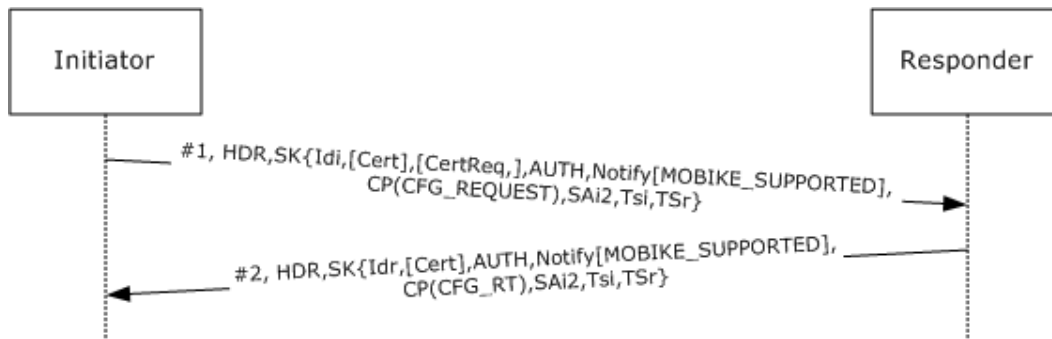 Initiator
Responder
#1, HDR,SK{Idi,[Cert],[CertReq,],AUTH,Notify[MOBIKE_SUPPORTED],
CP(CFG_REQUEST),SAi2,Tsi,TSr}
#2, HDR,SK{Idr,[Cert],AUTH,Notify[MOBIKE_SUPPORTED],
CP(CFG_RT),SAi2,Tsi,TSr}